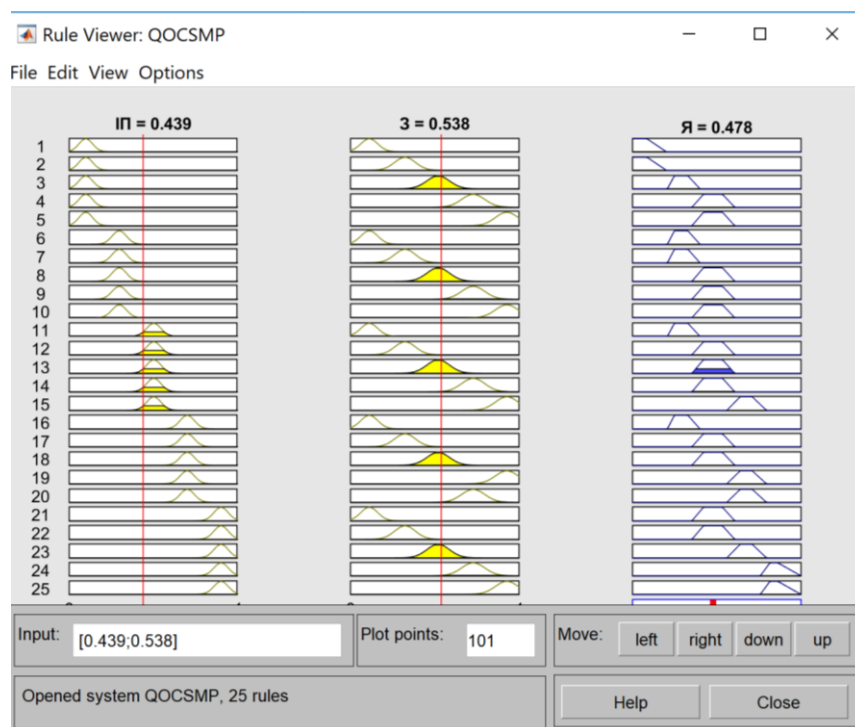 Rule Viewer: QOCSMP
File Edit View Options
ІП = 0.439
З = 0.538
Я = 0.478
1
2
3
4
5
6
7
8
9
10
11
12
13
14
15
16
17
18
19
20
21
22
23
24
25
Input:
[0.439;0.538]
Plot points:
101
Move:
left
right
down
up
Opened system QOCSMP, 25 rules
Help
Close